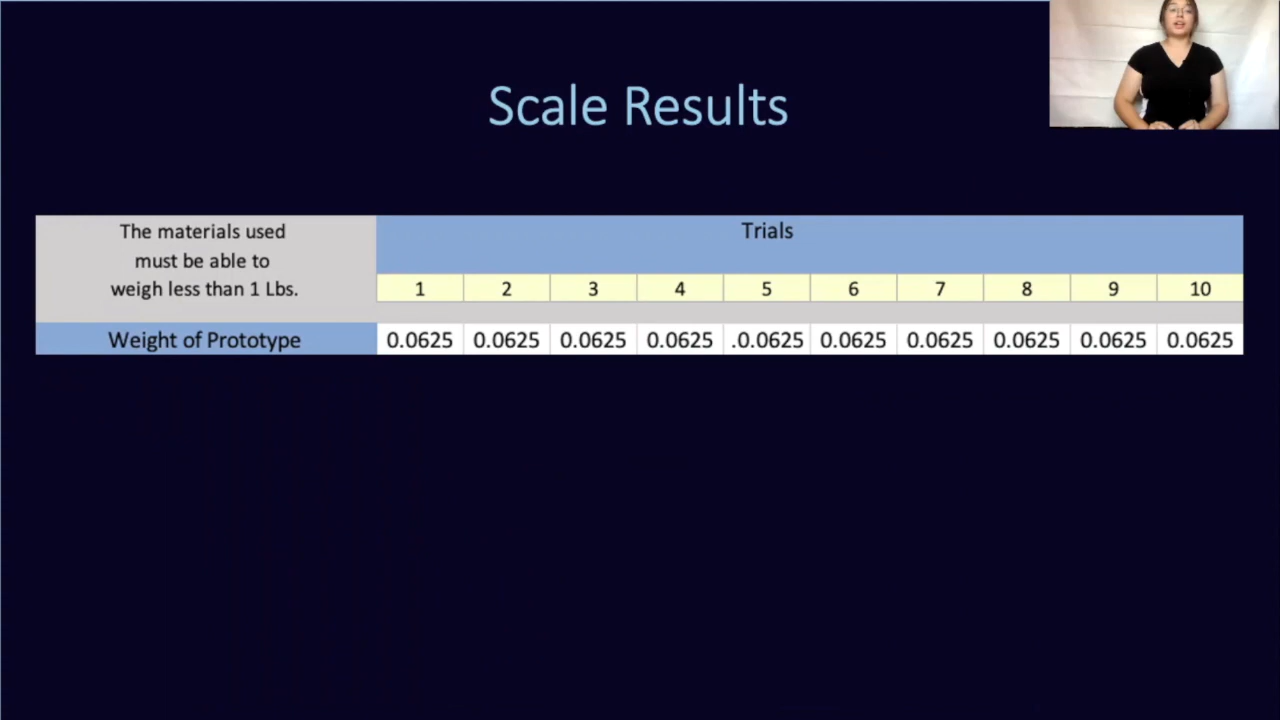 Scale Results
The materials used
must be able to
weigh less than 1 Lbs.
Trials
1 2 3 4 5 6 7 8 9 10
Weight of Prototype 0.0625 0.0625 0.0625 0.0625 .0.0625 0.0625 0.0625 0.0625 0.0625 0.0625